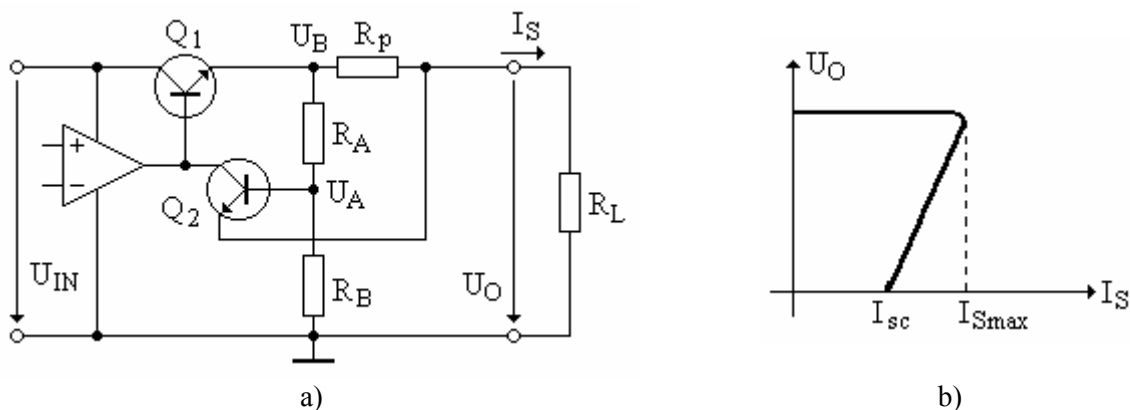 Q1
UB
Rp
IS
RA
Q2
UA
RL
UIN
RB
UO
+
−
a)
UO
Isc
ISmax
IS
b)